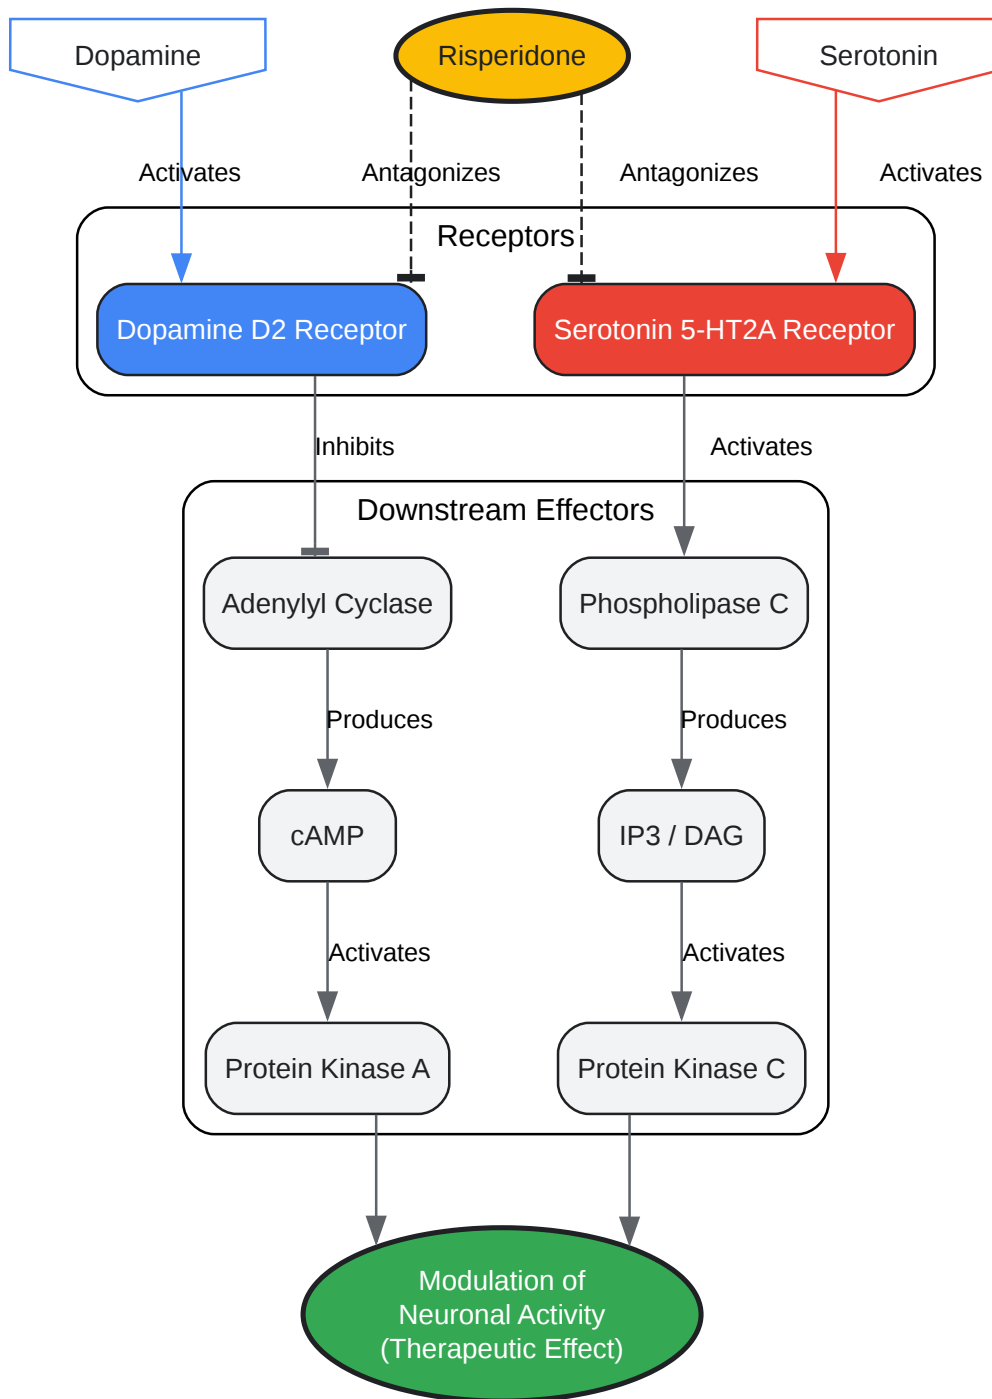 Dopamine
Risperidone
Serotonin
Activates
Antagonizes
Antagonizes
Activates
Receptors
Dopamine D2 Receptor
Serotonin 5-HT2A Receptor
Inhibits
Activates
Downstream Effectors
Adenylyl Cyclase
Phospholipase C
Produces
Produces
cAMP
IP3 / DAG
Activates
Activates
Protein Kinase A
Protein Kinase C
Modulation of
Neuronal Activity
(Therapeutic Effect)